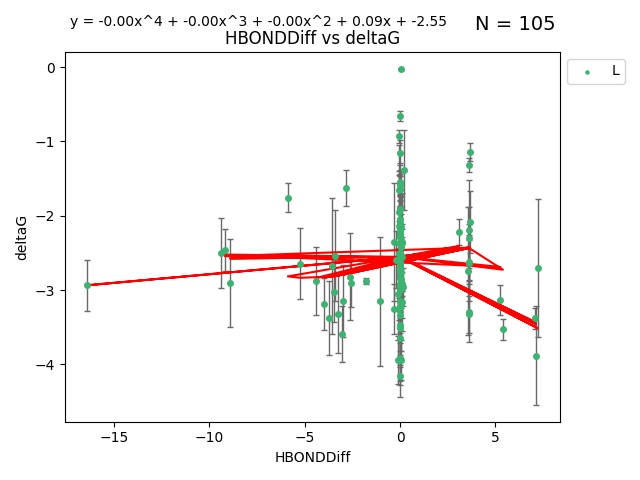 y = -0.00x^4 + -0.00x^3 + -0.00x^2 + 0.09x + -2.55
N = 105
HBONDDiff vs deltaG
L
0
−1
−2
−3
−4
deltaG
−15
−10
−5
0
5
HBONDDiff